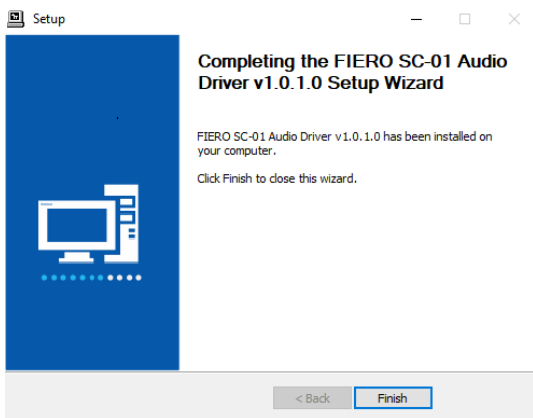 Setup
Completing the FIERO SC-01 Audio
Driver v1.0.1.0 Setup Wizard
FIERO SC-01 Audio Driver v1.0.1.0 has been installed on
your computer.
Click Finish to close this wizard.
< Back
Finish